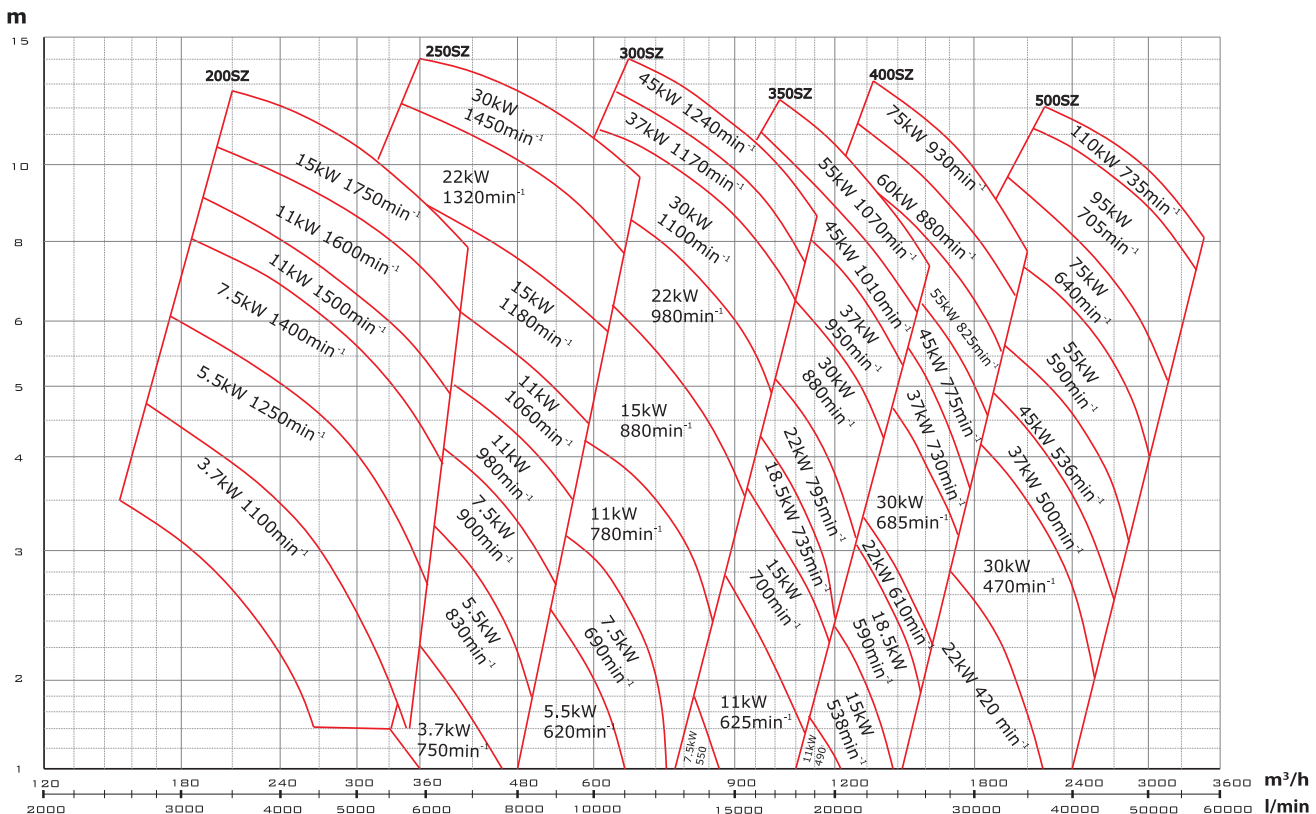 m
15
10
8
6
5
4
3
2
1
200SZ
15kW 1750min-1
11kW 1600min-1
11kW 1500min-1
7.5kW 1400min-1
5.5kW 1250min-1
3.7kW 1100min-1
250SZ
30kW
1450min-1
22kW
1320min-1
15kW
1180min-1
11kW
1060min-1
11kW
980min-1
7.5kW
900min-1
5.5kW
830min-1
3.7kW
750min-1
300SZ
45kW 1240min-1
37kW 1170min-1
30kW
1100min-1
22kW
980min-1
15kW
880min-1
11kW
780min-1
7.5kW
690min-1
5.5kW
620min-1
350SZ
55kW 1070min-1
45kW 1010min-1
37kW
950min-1
30kW
880min-1
22kW 795min-1
18.5kW 735min-1
15kW
700min-1
11kW
625min-1
7.5kW
550
400SZ
75kW 930min-1
60kW 880min-1
55kW 825min-1
45kW 775min-1
37kW 730min-1
30kW
685min-1
22kW 610min-1
18.5kW
590min-1
15kW
538min-1
11kW
490
500SZ
110kW 735min-1
95kW
705min-1
75kW
640min-1
55kW
590min-1
45kW 536min-1
37kW 500min-1
30kW
470min-1
22kW 420 min-1
120 180 240 300 360 480 600 900 1200 1800 2400 3000 3600 m3/h
2000 3000 4000 5000 6000 8000 10000 15000 20000 30000 40000 50000 60000 l/min